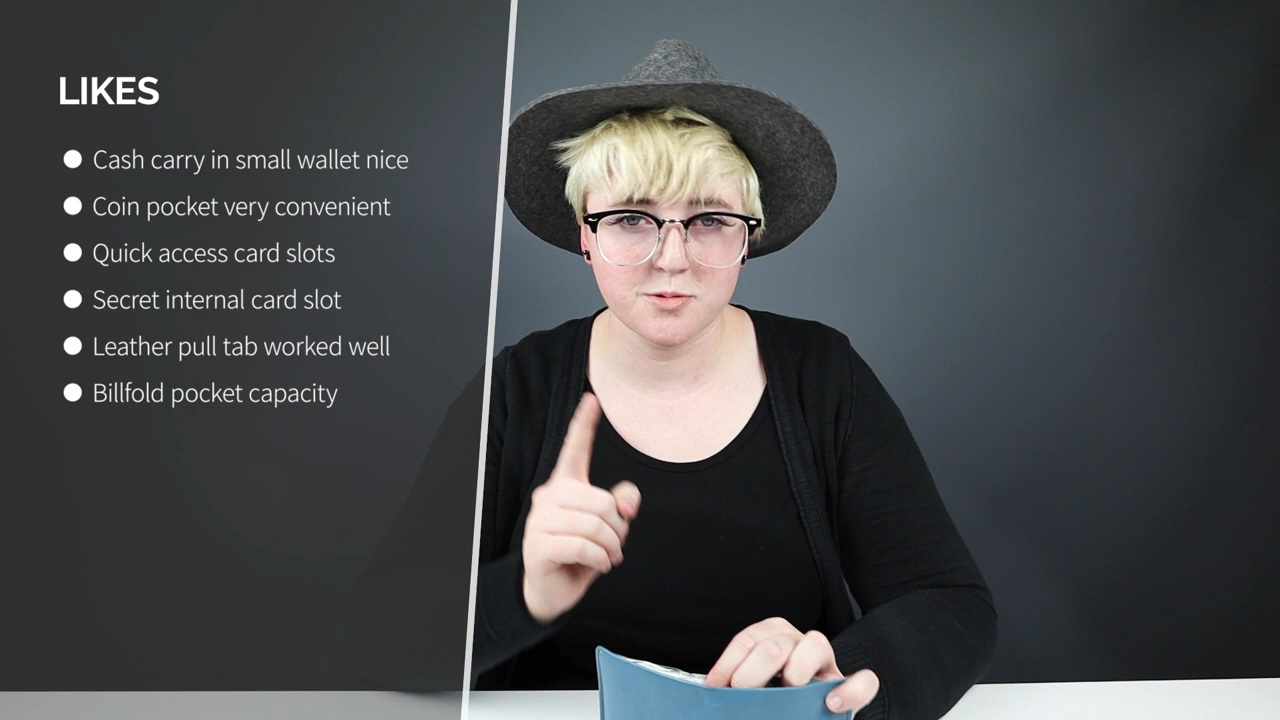 LIKES
Cash carry in small wallet nice
Coin pocket very convenient
Quick access card slots
Secret internal card slot
Leather pull tab worked well
Billfold pocket capacity